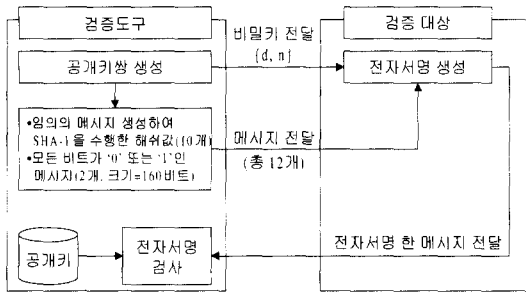 검증도구
비밀키 전달
{d, n}
검증 대상
공개키쌍 생성
전자서명 생성
•임의의 메시지 생성하여
SHA-1을 수행한 해쉬값(10개)
•모든 비트가 '0' 또는 '1'인
메시지(2개, 크기=160비트)
메시지 전달
(총 12개)
공개키
전자서명
검사
전자서명 한 메시지 전달